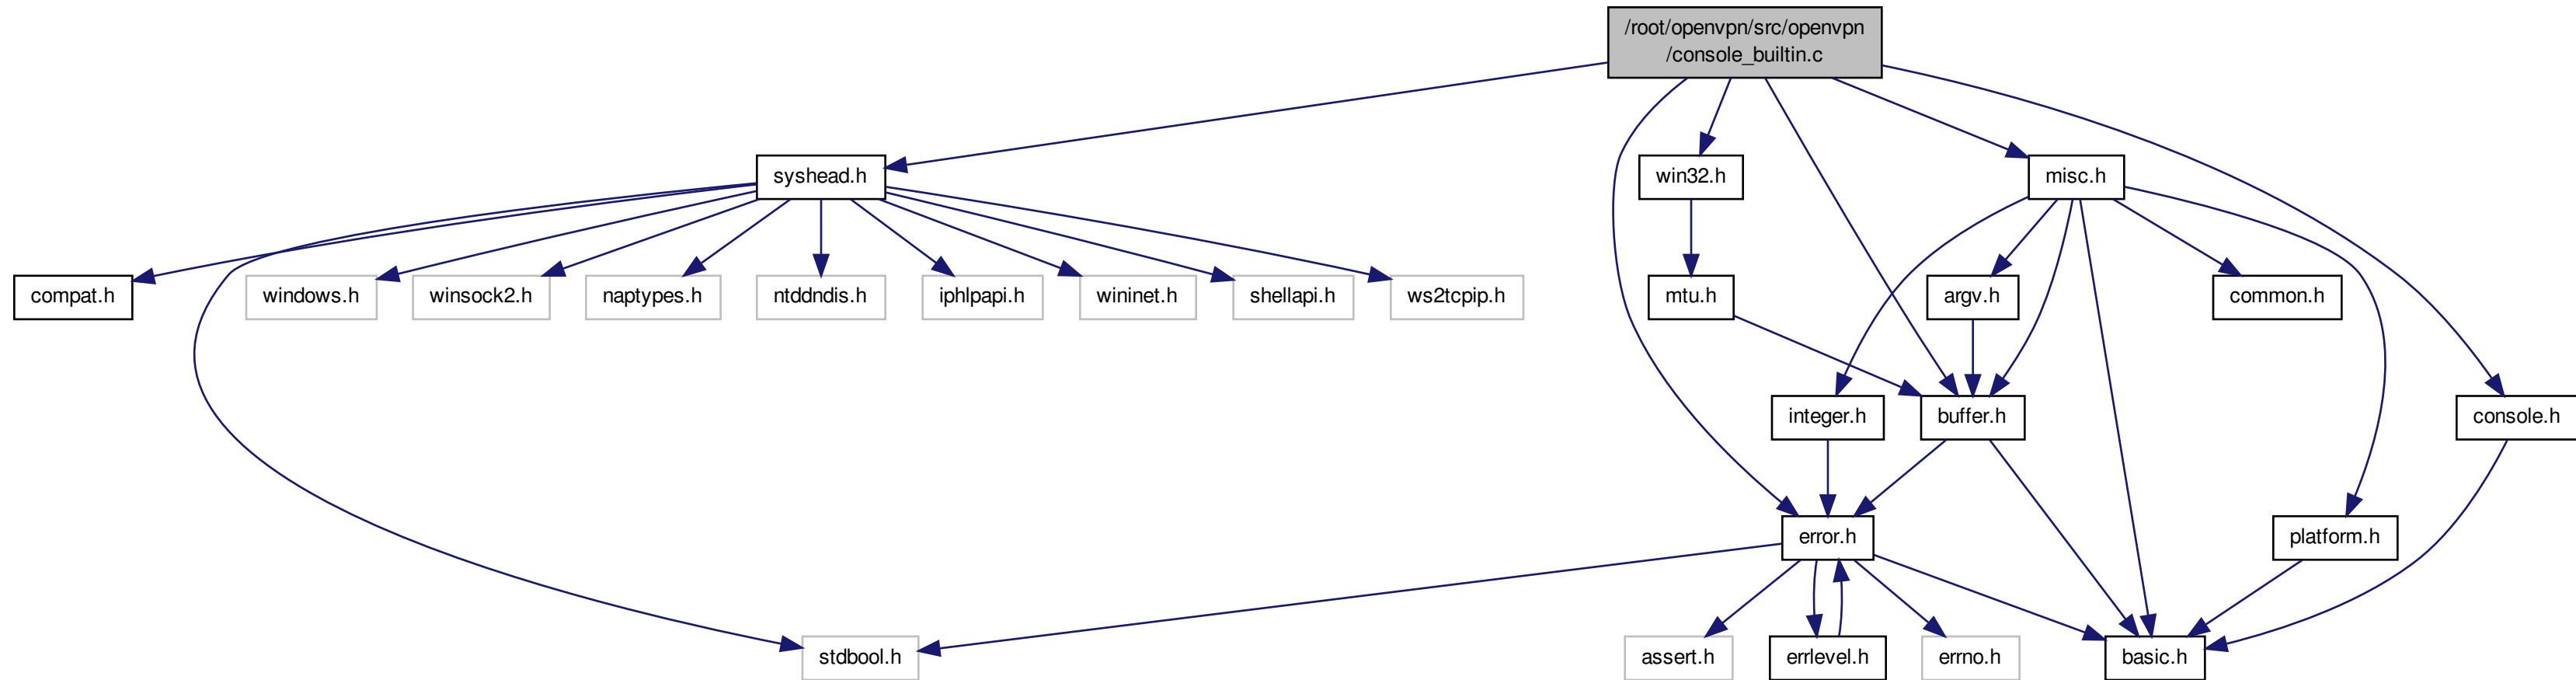 /root/openvpn/src/openvpn
/console_builtin.c
syshead.h
win32.h
misc.h
compat.h
windows.h
winsock2.h
naptypes.h
ntddndis.h
iphlpapi.h
wininet.h
shellapi.h
ws2tcpip.h
mtu.h
argv.h
common.h
integer.h
buffer.h
console.h
error.h
platform.h
stdbool.h
assert.h
errlevel.h
errno.h
basic.h